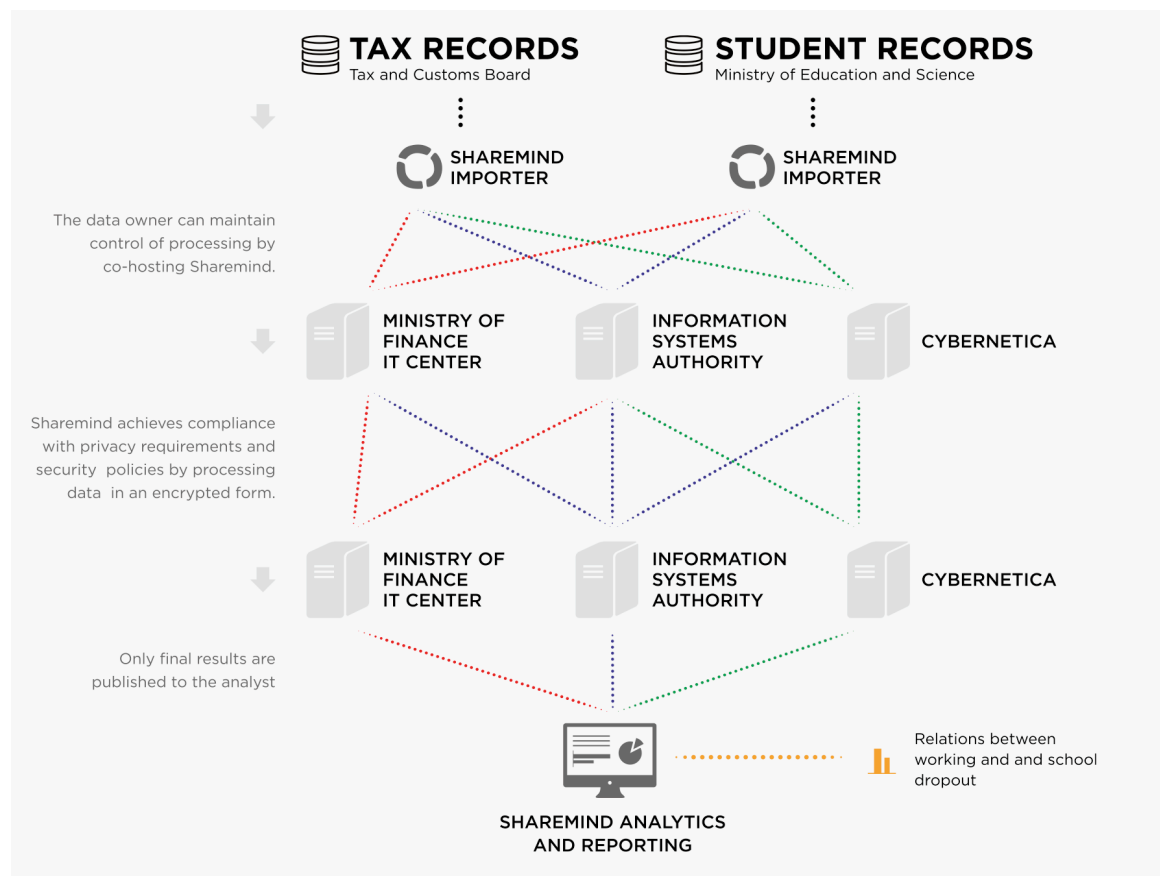 TAX RECORDS
Tax and Customs Board
STUDENT RECORDS
Ministry of Education and Science
SHAREMIND
IMPORTER
SHAREMIND
IMPORTER
The data owner can maintain
control of processing by
co-hosting Sharemind.
MINISTRY OF
FINANCE
IT CENTER
INFORMATION
SYSTEMS
AUTHORITY
CYBERNETICA
Sharemind achieves compliance
with privacy requirements and
security policies by processing
data in an encrypted form.
MINISTRY OF
FINANCE
IT CENTER
INFORMATION
SYSTEMS
AUTHORITY
CYBERNETICA
Only final results are
published to the analyst
Relations between
working and and school
dropout
SHAREMIND ANALYTICS
AND REPORTING